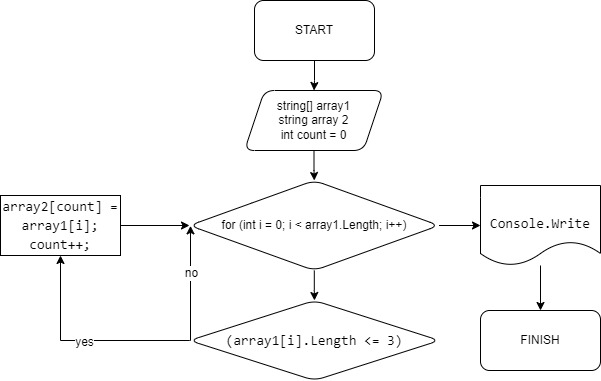 START
string[] array1
string array 2
int count = 0
array2[count] =
array1[i];
count++;
for (int i = 0; i < array1.Length; i++)
Console.Write
no
yes
(array1[i].Length <= 3)
FINISH